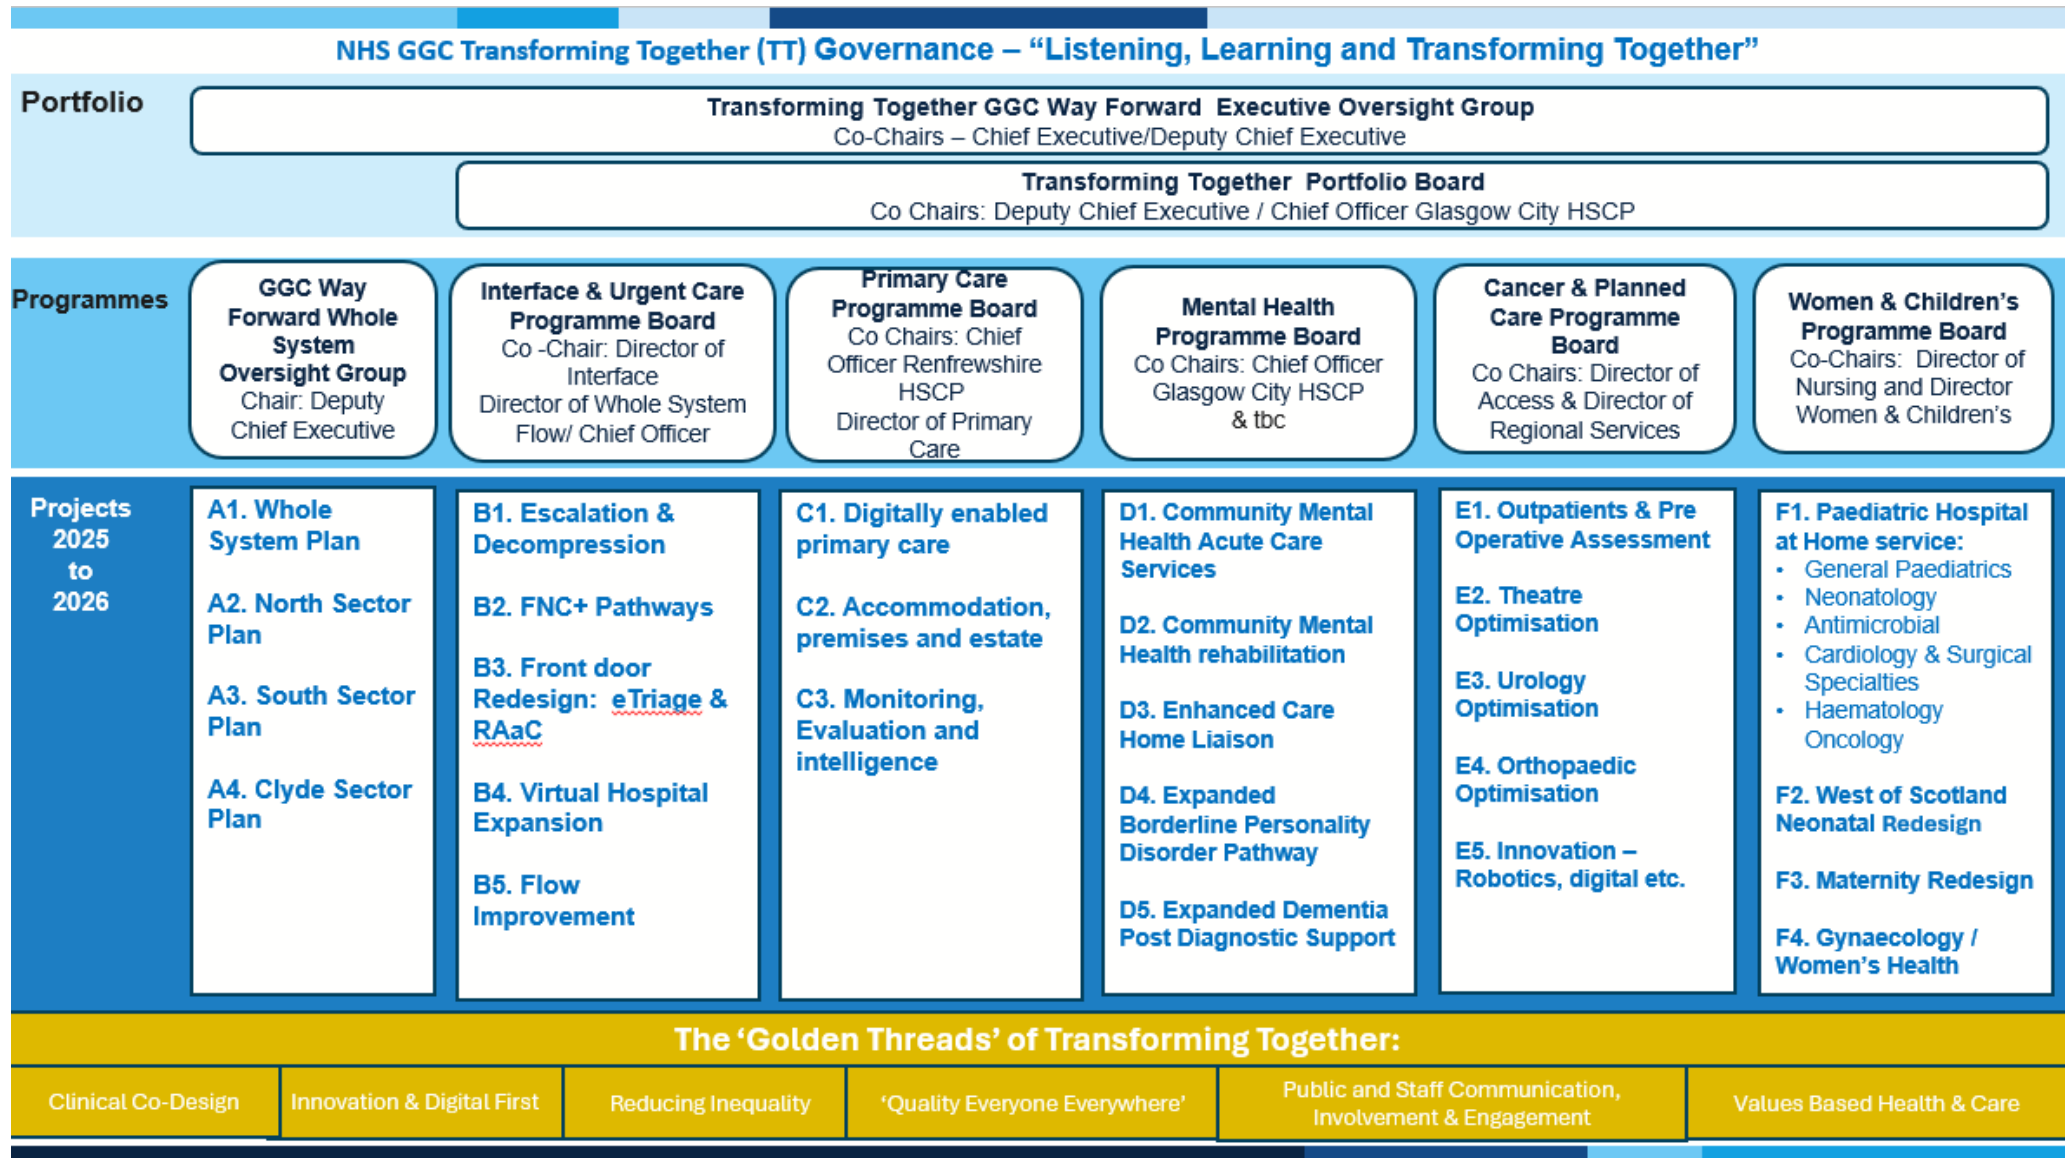 NHS GGC Transforming Together (TT) Governance – “Listening, Learning and Transforming Together”
Portfolio
Transforming Together GGC Way Forward Executive Oversight Group
Co-Chairs – Chief Executive/Deputy Chief Executive
Transforming Together Portfolio Board
Co Chairs: Deputy Chief Executive / Chief Officer Glasgow City HSCP
Programmes
GGC Way
Forward Whole
System
Oversight Group
Chair: Deputy
Chief Executive
Interface & Urgent Care
Programme Board
Co -Chair: Director of
Interface
Director of Whole System
Flow/ Chief Officer
Primary Care
Programme Board
Co Chairs: Chief
Officer Renfrewshire
HSCP
Director of Primary
Care
Mental Health
Programme Board
Co Chairs: Chief Officer
Glasgow City HSCP
& tbc
Cancer & Planned
Care Programme
Board
Co Chairs: Director of
Access & Director of
Regional Services
Women & Children’s
Programme Board
Co-Chairs: Director of
Nursing and Director
Women & Children’s
Projects
2025
to
2026
A1. Whole
System Plan
A2. North Sector
Plan
A3. South Sector
Plan
A4. Clyde Sector
Plan
B1. Escalation &
Decompression
B2. FNC+ Pathways
B3. Front door
Redesign: eTriage &
RAaC
B4. Virtual Hospital
Expansion
B5. Flow
Improvement
C1. Digitally enabled
primary care
C2. Accommodation,
premises and estate
C3. Monitoring,
Evaluation and
intelligence
D1. Community Mental
Health Acute Care
Services
D2. Community Mental
Health rehabilitation
D3. Enhanced Care
Home Liaison
D4. Expanded
Borderline Personality
Disorder Pathway
D5. Expanded Dementia
Post Diagnostic Support
E1. Outpatients & Pre
Operative Assessment
E2. Theatre
Optimisation
E3. Urology
Optimisation
E4. Orthopaedic
Optimisation
E5. Innovation –
Robotics, digital etc.
F1. Paediatric Hospital
at Home service:
• General Paediatrics
• Neonatology
• Antimicrobial
• Cardiology & Surgical
Specialties
• Haematology
Oncology
F2. West of Scotland
Neonatal Redesign
F3. Maternity Redesign
F4. Gynaecology /
Women’s Health
The ‘Golden Threads’ of Transforming Together:
Clinical Co-Design
Innovation & Digital First
Reducing Inequality
‘Quality Everyone Everywhere’
Public and Staff Communication,
Involvement & Engagement
Values Based Health & Care